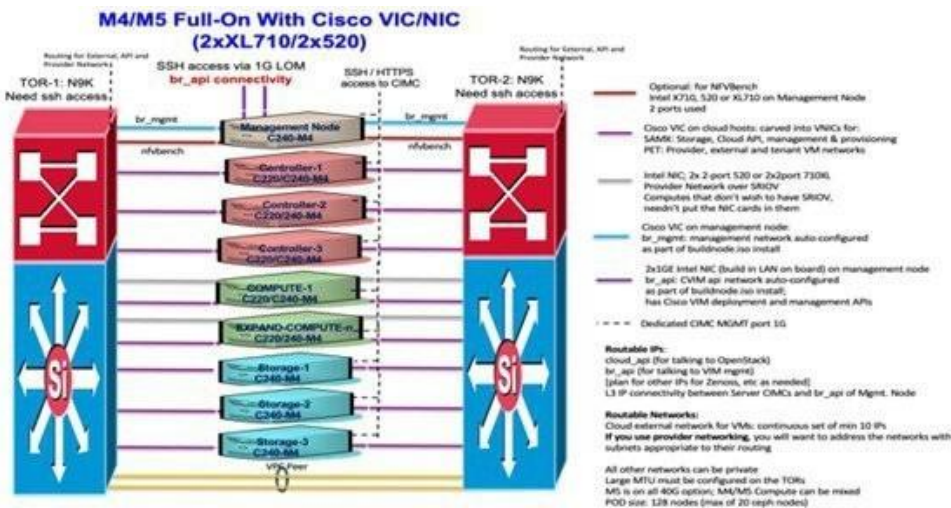 M4/M5 Full-On With Cisco VIC/NIC
(2xXL710/2x520)
Routing for External, API and
Provider Networks
TOR-1: N9K
Need ssh access
SSH access via 1G LOM
br_api connectivity
SSH / HTTPS
access to CIMC
Routing for External, API and
Provider Network
TOR-2: N9K
Need ssh access
br_mgmt
Management Node
C240-M4
br_mgmt
nfvbench
nfvbench
Controller-1
C220/C240-M4
Controller-2
C220/240-M4
Controller-3
C220/240-M4
COMPUTE-1
C220/C240-M4
EXPAND-COMPUTE-n
C220/240-M4
Storage-1
C240-M4
Storage-2
C240-M4
Storage-3
C240-M4
VPC Peer
Si
Si
Optional: for NFVBench
Intel X710, 520 or XL710 on Management Node
2 ports used
Cisco VIC on cloud hosts: carved into VNICs for:
SAMX: Storage, Cloud API, management & provisioning
PET: Provider, external and tenant VM networks
Intel NIC; 2x 2-port 520 or 2x2port 710XL
Provider Network over SRIOV
Computes that don't wish to have SRIOV,
needn't put the NIC cards in them
Cisco VIC on management node:
br_mgmt: management network auto-configured
as part of buildnode.iso install
2x1GE Intel NIC (build in LAN on board) on management node
br_api: CVIM api network auto-configured
as part of buildnode.iso install;
has Cisco VIM deployment and management APIs
Dedicated CIMC MGMT port 1G
Routable IPs:
cloud_api (for talking to OpenStack)
br_api (for talking to VIM mgmt)
[plan for other IPs for Zenoss, etc as needed]
L3 IP connectivity between Server CIMCs and br_api of Mgmt. Node
Routable Networks:
Cloud external network for VMs: continuous set of min 10 IPs
If you use provider networking, you will want to address the networks with
subnets appropriate to their routing
All other networks can be private
Large MTU must be configured on the TORs
M5 is on all 40G option; M4/M5 Compute can be mixed
POD size: 128 nodes (max of 20 ceph nodes)